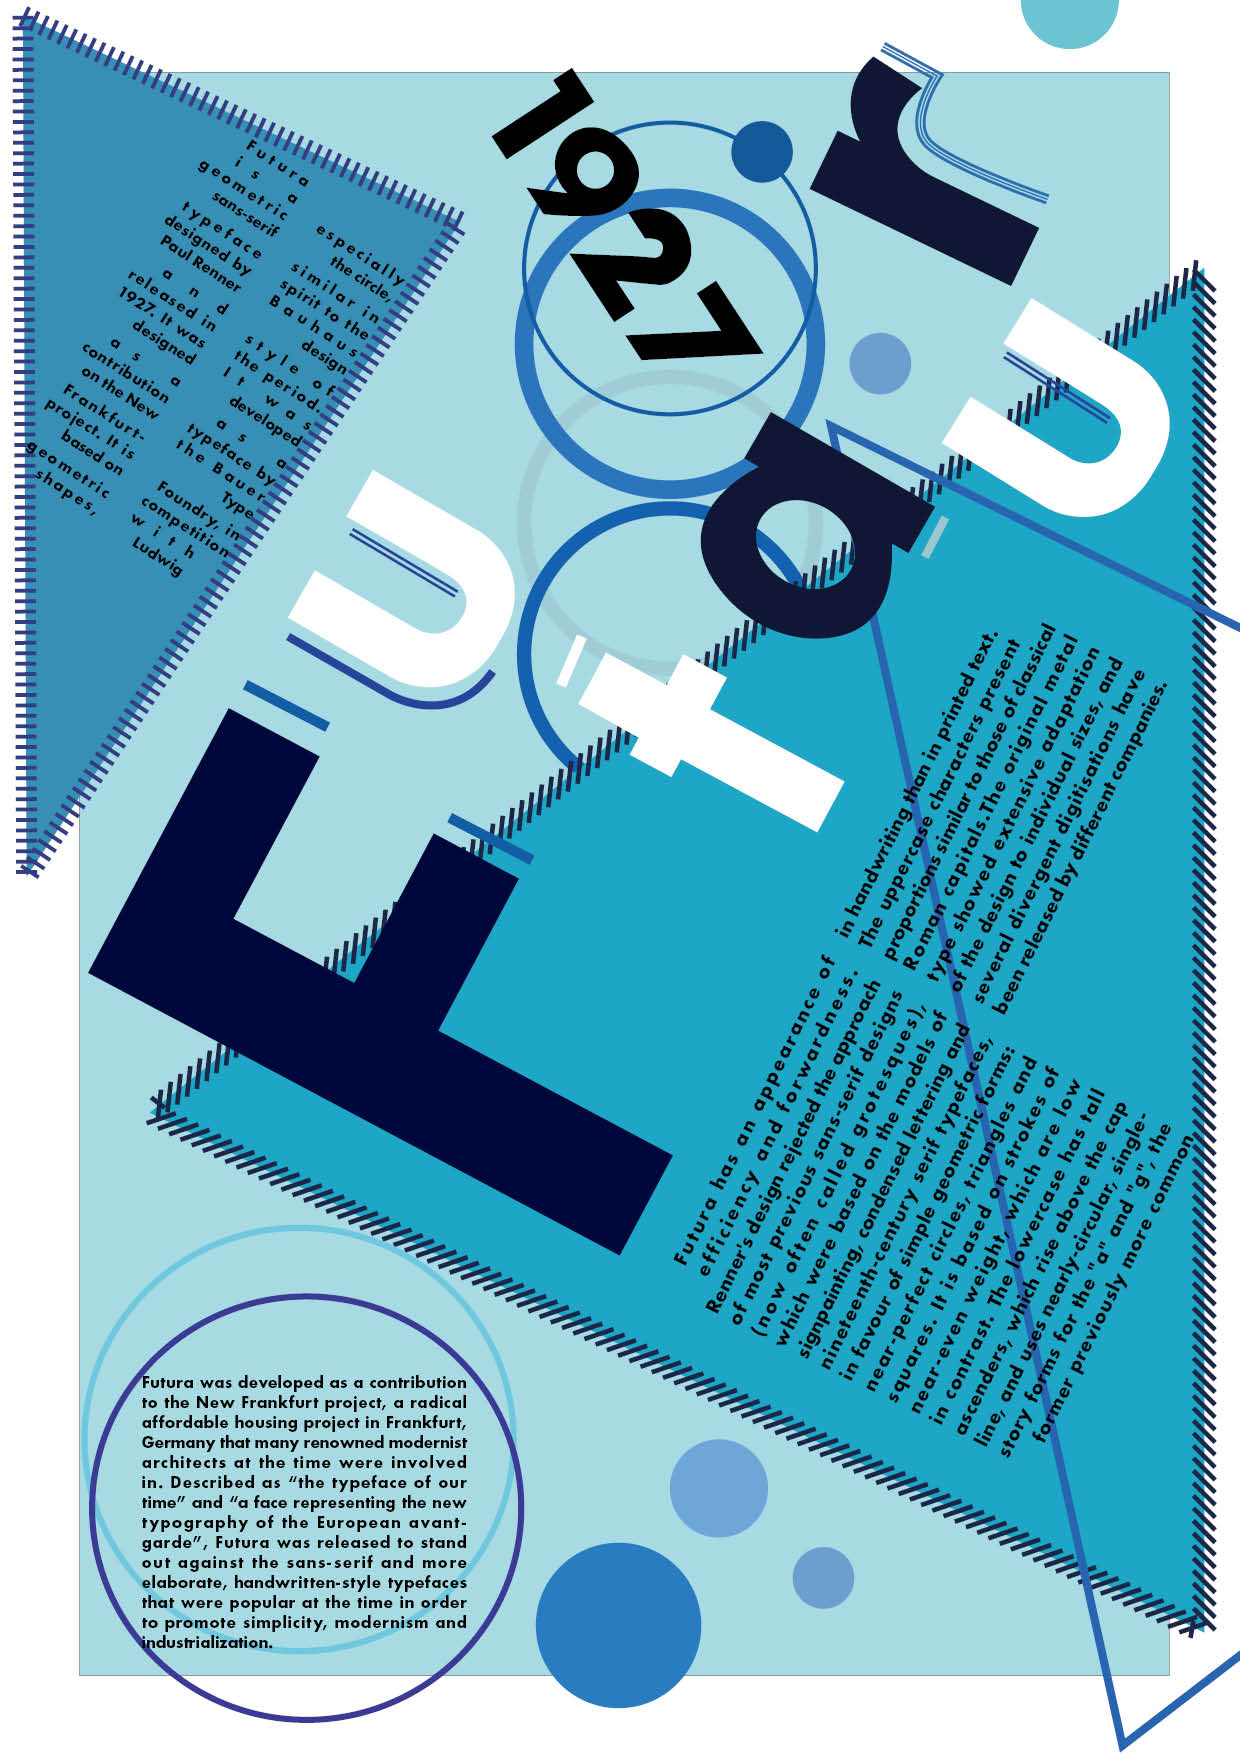 1927
Futura
Futura
is a
geometric
sans-serif
typeface
designed by
Paul Renner
and
released in
1927. It was
designed
as a
contribution
on the New
Frankfurt-
project. It is
based on
geometric
shapes,
especially
the circle,
similar in
spirit to the
Bauhaus
design
style of
the period.
It was
developed
as a
typeface by
the Bauer
Type
Foundry, in
competition
with
Ludwig
Futura has an appearance of
efficiency and forwardness.
Renner's design rejected the approach
of most previous sans-serif designs
(now often called grotesques),
which were based on the models of
signpainting, condensed lettering and
nineteenth-century serif typefaces,
in favour of simple geometric forms:
near-perfect circles, triangles and
squares. It is based on strokes of
near-even weight, which are low
in contrast. The lowercase has tall
ascenders, which rise above the cap
line, and uses nearly-circular, single-
story forms for the "a" and "g", the
former previously more common
in handwriting than in printed text.
The uppercase characters present
proportions similar to those of classical
Roman capitals.The original metal
type showed extensive adaptation
of the design to individual sizes, and
several divergent digitisations have
been released by different companies.
Futura was developed as a contribution
to the New Frankfurt project, a radical
affordable housing project in Frankfurt,
Germany that many renowned modernist
architects at the time were involved
in. Described as “the typeface of our
time” and “a face representing the new
typography of the European avant-
garde”, Futura was released to stand
out against the sans-serif and more
elaborate, handwritten-style typefaces
that were popular at the time in order
to promote simplicity, modernism and
industrialization.